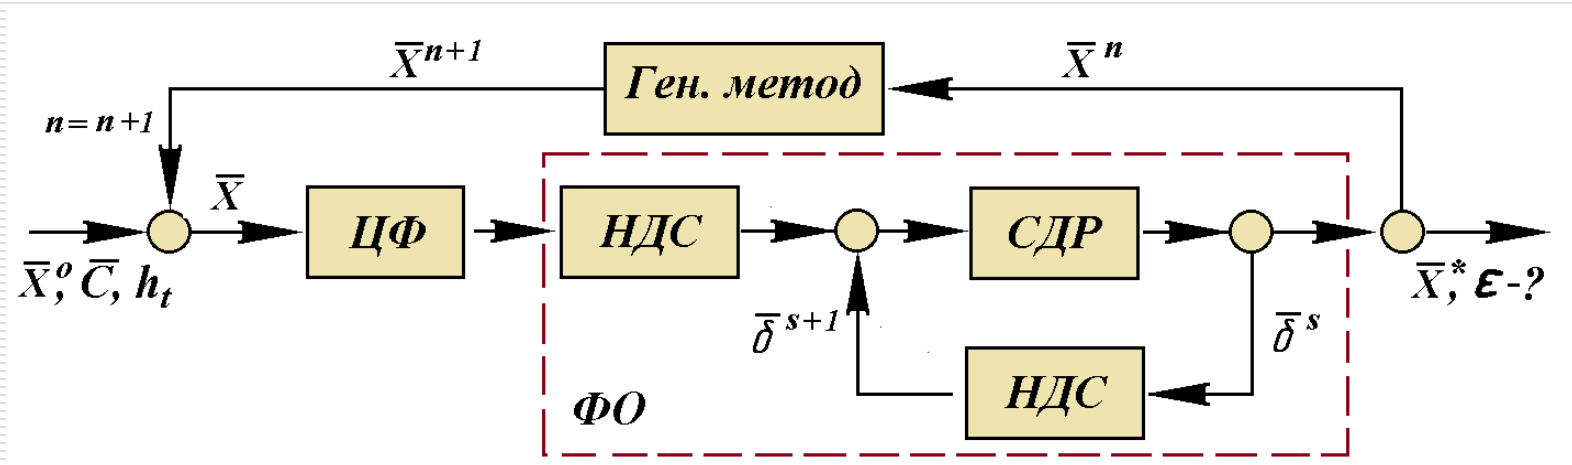 X̅ⁿ⁺¹
Ген. метод
X̅ ⁿ
n = n+1
X̅
ЦФ
НДС
СДР
X̅°, C̅, hₜ
X̅*, ε-?
δ̅ ˢ⁺¹
δ̅ ˢ
НДС
ФО